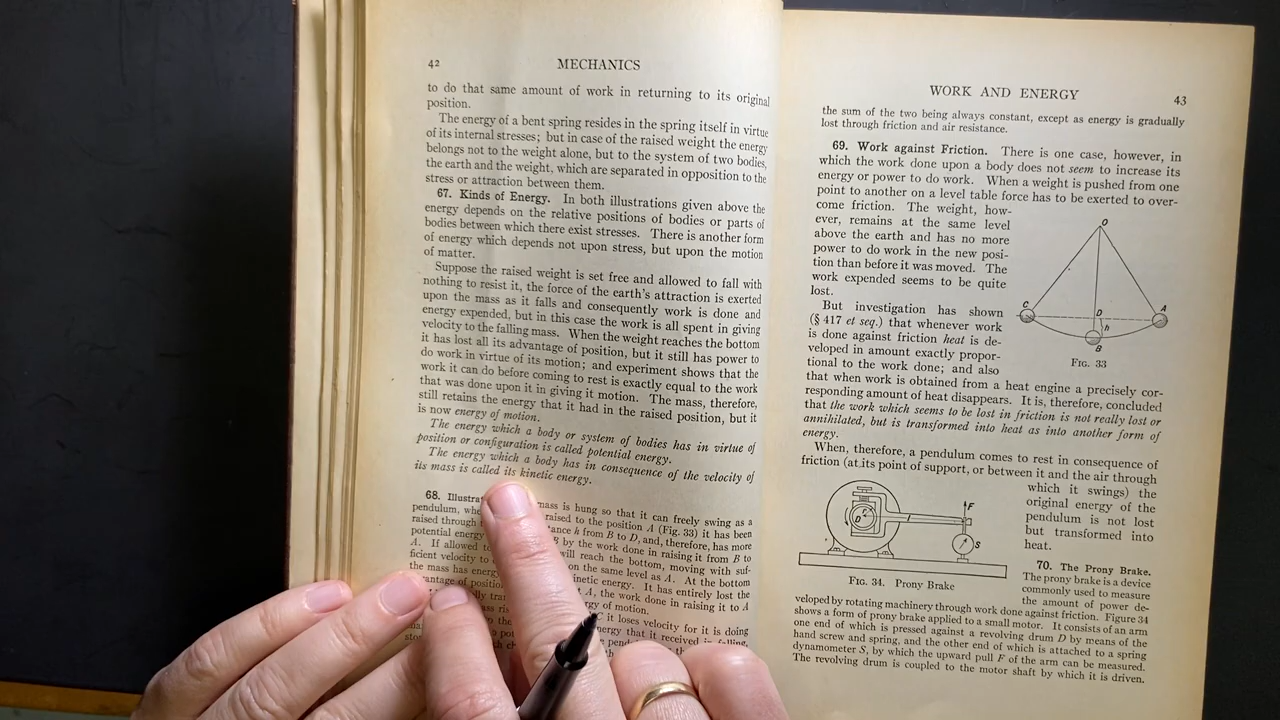 42
MECHANICS
to do that same amount of work in returning to its original
position.
The energy of a bent spring resides in the spring itself in virtue
of its internal stresses; but in case of the raised weight the energy
belongs not to the weight alone, but to the system of two bodies,
the earth and the weight, which are separated in opposition to the
stress or attraction between them.
67. Kinds of Energy. In both illustrations given above the
energy depends on the relative positions of bodies or parts of
bodies between which there exist stresses. There is another form
of energy which depends not upon stress, but upon the motion
of matter.
Suppose the raised weight is set free and allowed to fall with
nothing to resist it, the force of the earth's attraction is exerted
upon the mass as it falls and consequently work is done and
energy expended, but in this case the work is all spent in giving
velocity to the falling mass. When the weight reaches the bottom
it has lost all its advantage of position, but it still has power to
do work in virtue of its motion; and experiment shows that the
work it can do before coming to rest is exactly equal to the work
that was done upon it in giving it motion. The mass, therefore,
still retains the energy that it had in the raised position, but it
is now energy of motion.
The energy which a body or system of bodies has in virtue of
position or configuration is called potential energy.
The energy which a body has in consequence of the velocity of
its mass is called its kinetic energy.
68. mass is hung so that it can freely swing as a
pendulum, raised to the position A (Fig. 33) it has been
raised through h from B to D, and, therefore, has more
potential energy B by the work done in raising it from B to
A. If allowed will reach the bottom, moving with suf-
ficient velocity to on the same level as A. At the bottom
the mass has kinetic energy. It has entirely lost the
of A, the work done in raising it to A
of motion.
C it loses velocity for it is doing
energy that it received in falling,
WORK AND ENERGY
43
the sum of the two being always constant, except as energy is gradually
lost through friction and air resistance.
69. Work against Friction. There is one case, however, in
which the work done upon a body does not seem to increase its
energy or power to do work. When a weight is pushed from one
point to another on a level table force has to be exerted to over-
come friction. The weight, how-
ever, remains at the same level
above the earth and has no more
power to do work in the new posi-
tion than before it was moved. The
work expended seems to be quite
lost.
O
C
D
A
h
B
FIG. 33
But investigation has shown
(§ 417 et seq.) that whenever work
is done against friction heat is de-
veloped in amount exactly propor-
tional to the work done; and also
that when work is obtained from a heat engine a precisely cor-
responding amount of heat disappears. It is, therefore, concluded
that the work which seems to be lost in friction is not really lost or
annihilated, but is transformed into heat as into another form of
energy.
When, therefore, a pendulum comes to rest in consequence of
friction (at its point of support, or between it and the air through
which it swings) the
original energy of the
pendulum is not lost
but transformed into
heat.
D
F
S
FIG. 34. Prony Brake
70. The Prony Brake.
The prony brake is a device
commonly used to measure
the amount of power de-
veloped by rotating machinery through work done against friction. Figure 34
shows a form of prony brake applied to a small motor. It consists of an arm
one end of which is pressed against a revolving drum D by means of the
hand screw and spring, and the other end of which is attached to a spring
dynamometer S, by which the upward pull F of the arm can be measured.
The revolving drum is coupled to the motor shaft by which it is driven.